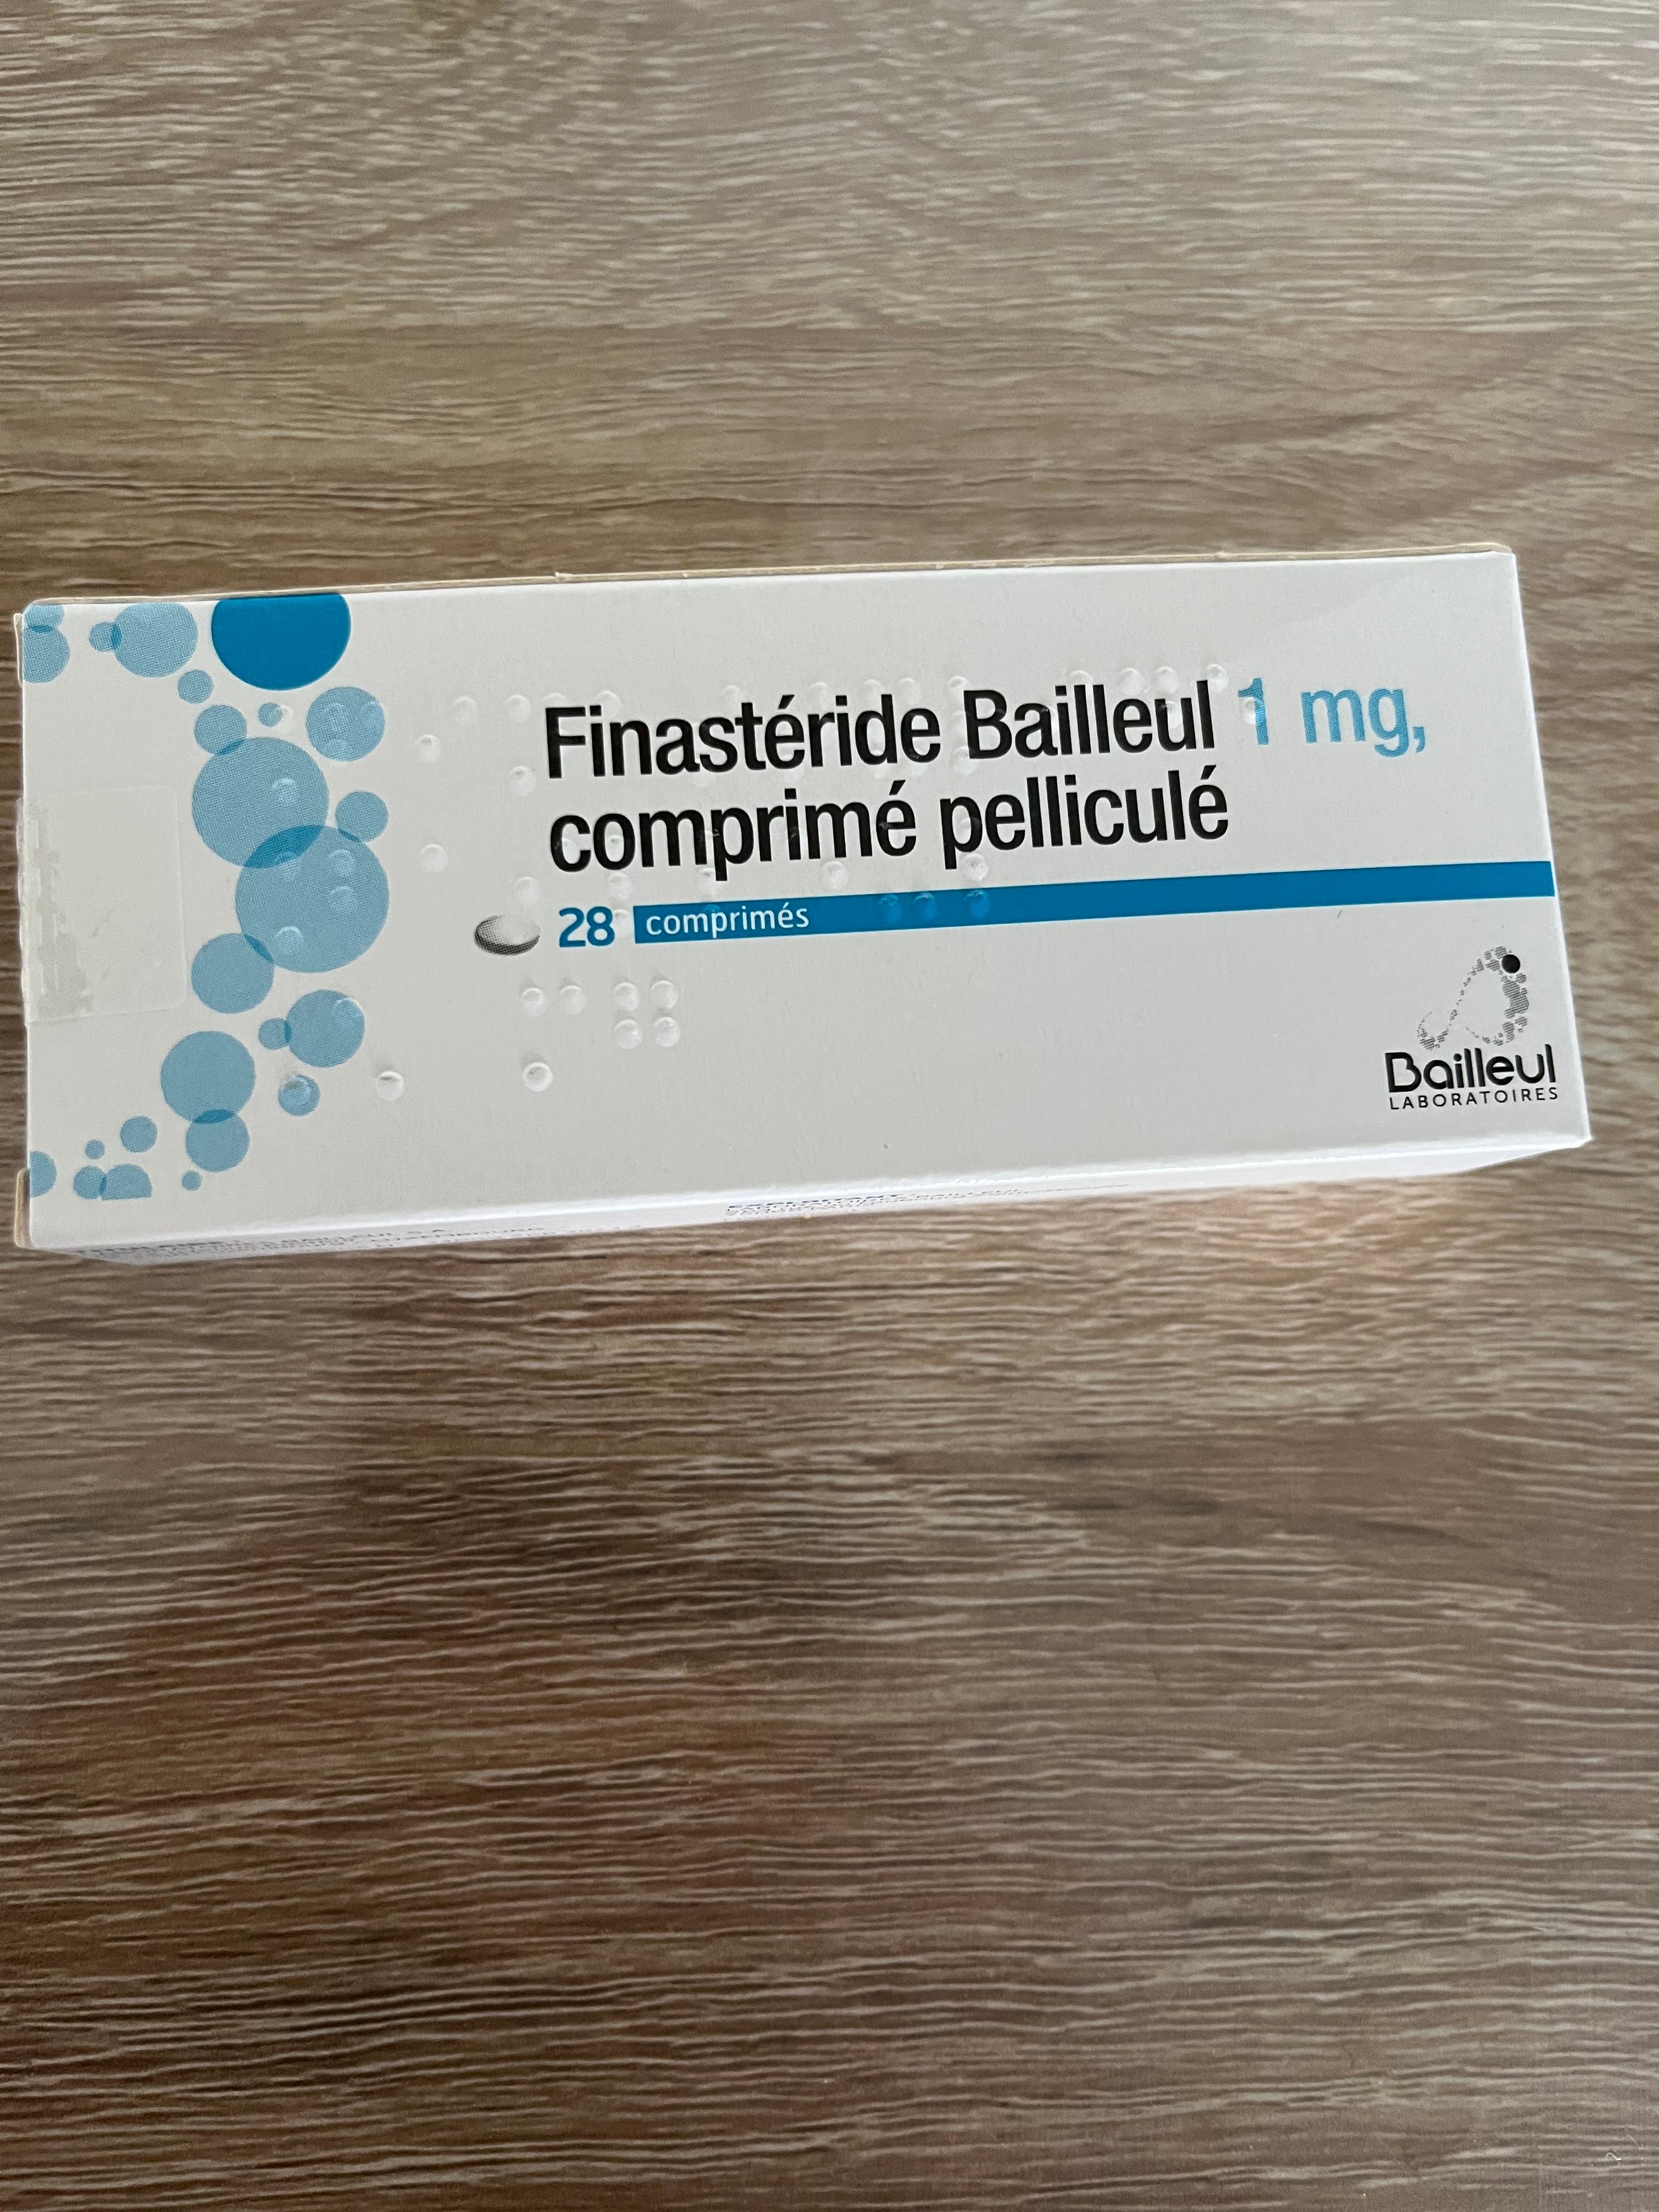 Finastéride Bailleul 1 mg,
comprimé pelliculé
28 comprimés
Bailleul
LABORATOIRES